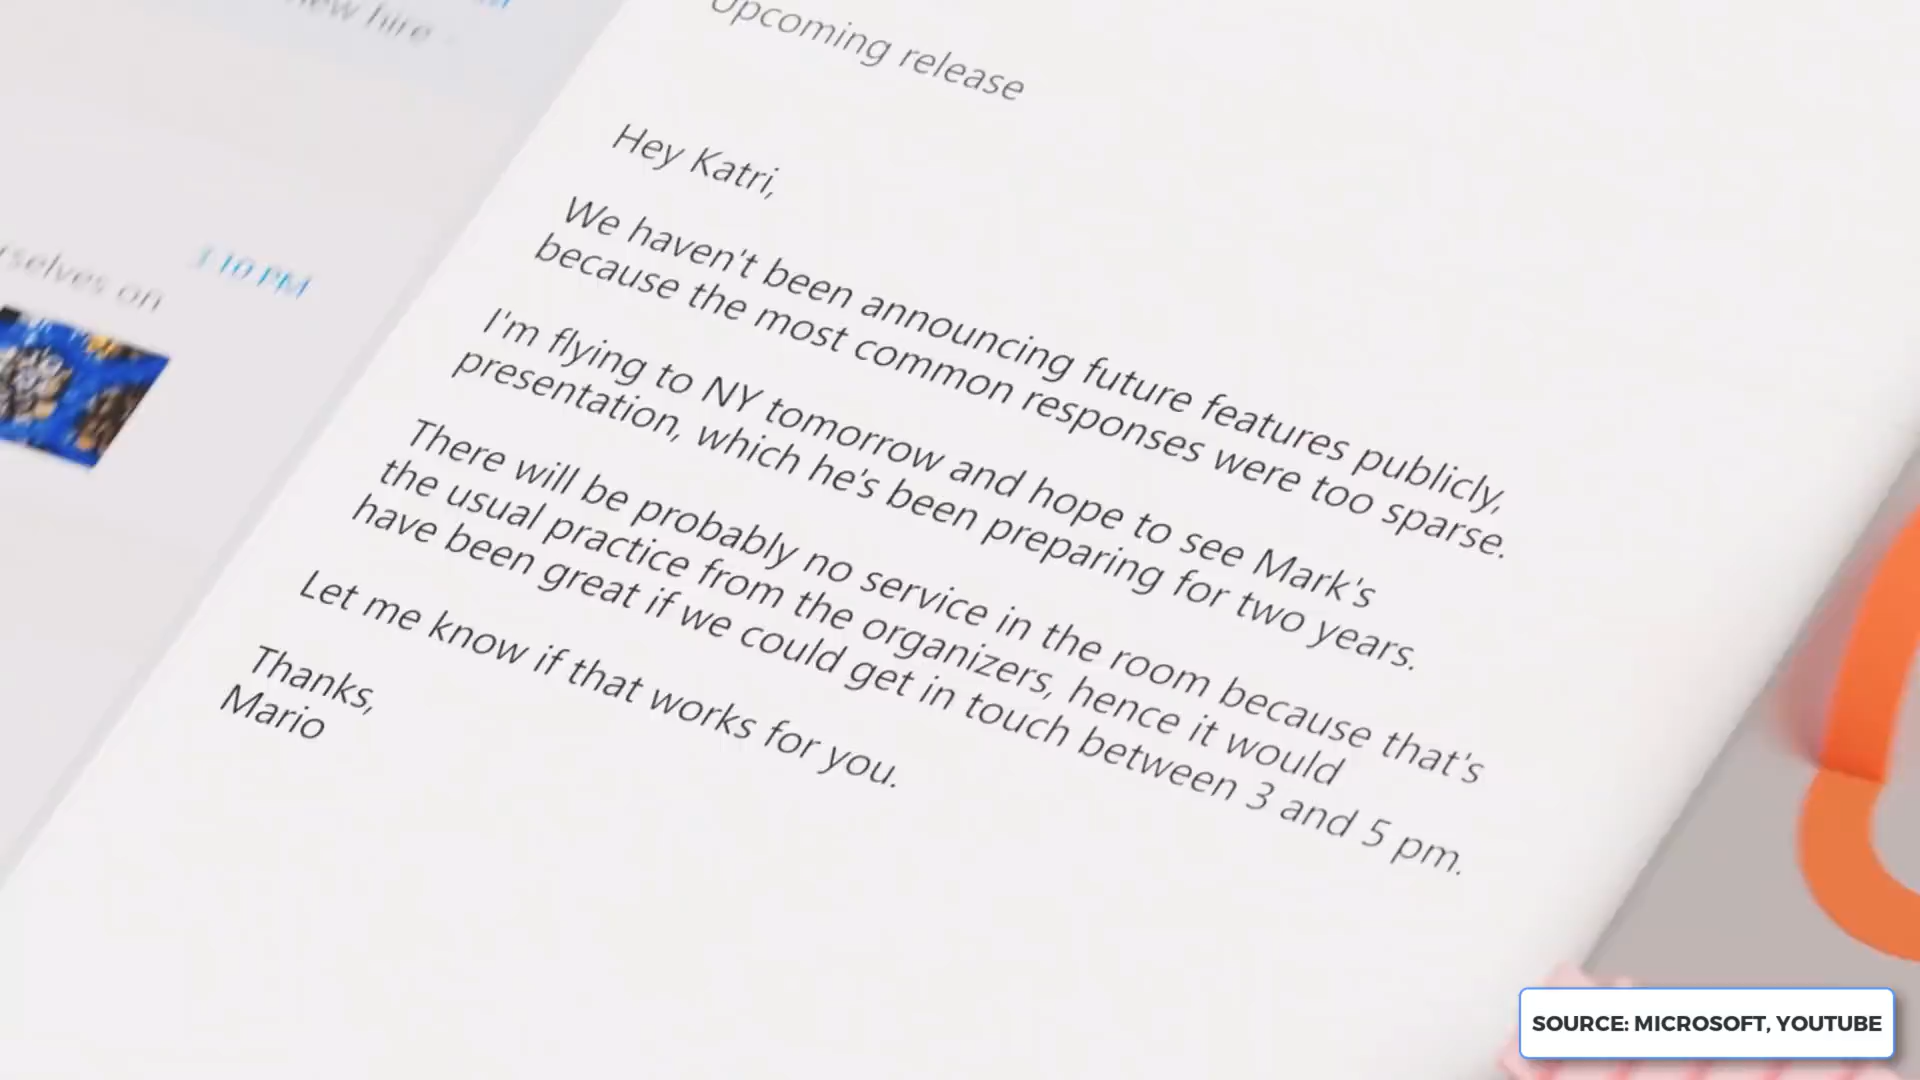 new hire
Upcoming release
Hey Katri,
We haven't been announcing future features publicly,
because the most common responses were too sparse.
I'm flying to NY tomorrow and hope to see Mark's
presentation, which he's been preparing for two years.
There will be probably no service in the room because that's
the usual practice from the organizers, hence it would
have been great if we could get in touch between 3 and 5 pm.
Let me know if that works for you.
Thanks,
Mario
on
3:10 PM
SOURCE: MICROSOFT, YOUTUBE